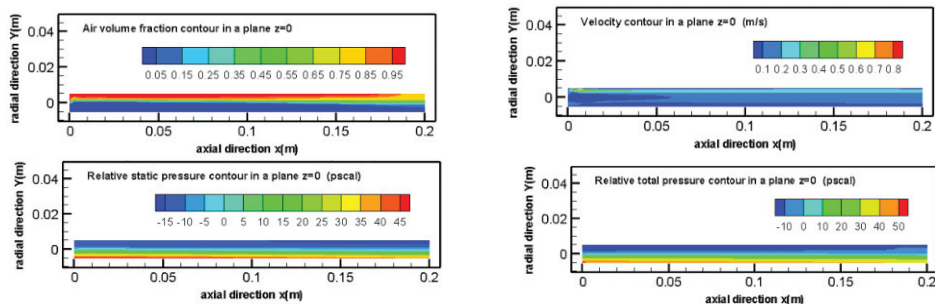 Air volume fraction contour in a plane z=0
0.05 0.15 0.25 0.35 0.45 0.55 0.65 0.75 0.85 0.95
radial direction Y(m)
0.04
0.02
0
0 0.05 0.1 0.15 0.2
axial direction x(m)
Velocity contour in a plane z=0 (m/s)
0.1 0.2 0.3 0.4 0.5 0.6 0.7 0.8
radial direction Y(m)
0.04
0.02
0
0 0.05 0.1 0.15 0.2
axial direction x(m)
Relative static pressure contour in a plane z=0 (pscal)
-15 -10 -5 0 5 10 15 20 25 30 35 40 45
radial direction Y(m)
0.04
0.02
0
0 0.05 0.1 0.15 0.2
axial direction x(m)
Relative total pressure contour in a plane z=0 (pscal)
-10 0 10 20 30 40 50
radial direction Y(m)
0.04
0.02
0
0 0.05 0.1 0.15 0.2
axial direction x(m)